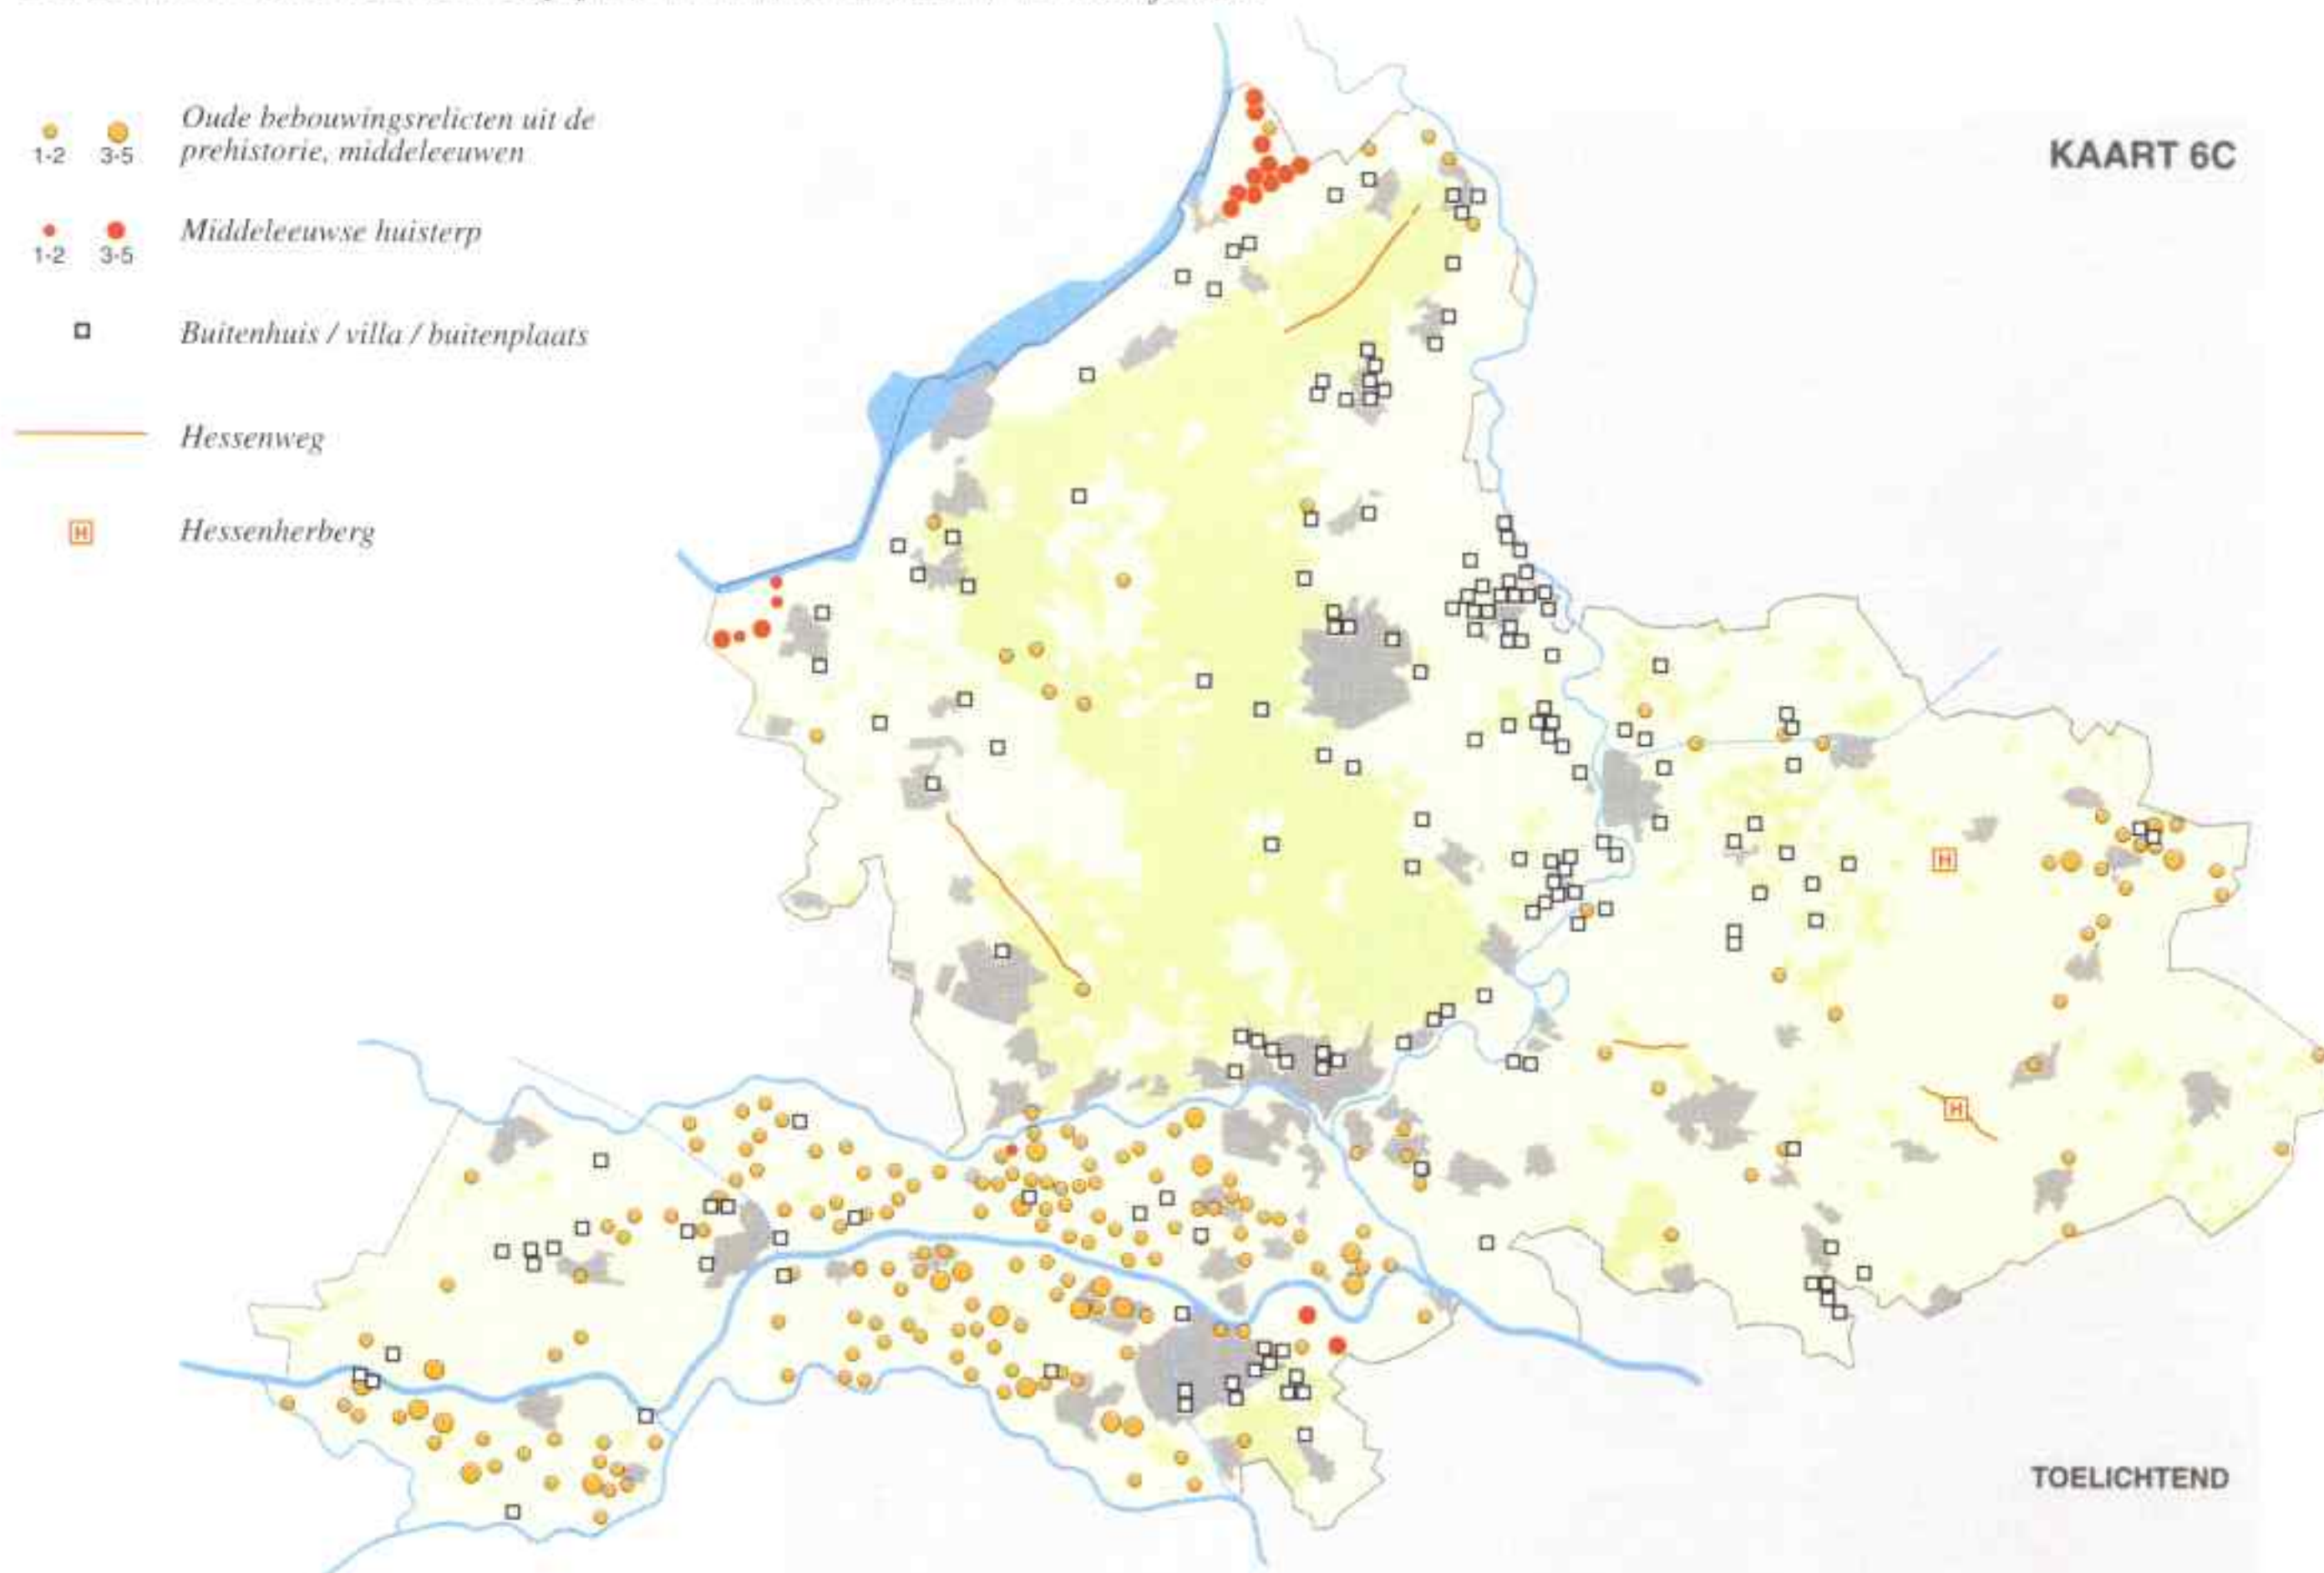 Oude bebouwingsrelicten uit de
prehistorie, middeleeuwen
1-2 3-5
Middeleeuwse huisterp
1-2 3-5
Buitenhuis / villa / buitenplaats
Hessenweg
H Hessenherberg
KAART 6C
H
H
TOELICHTEND